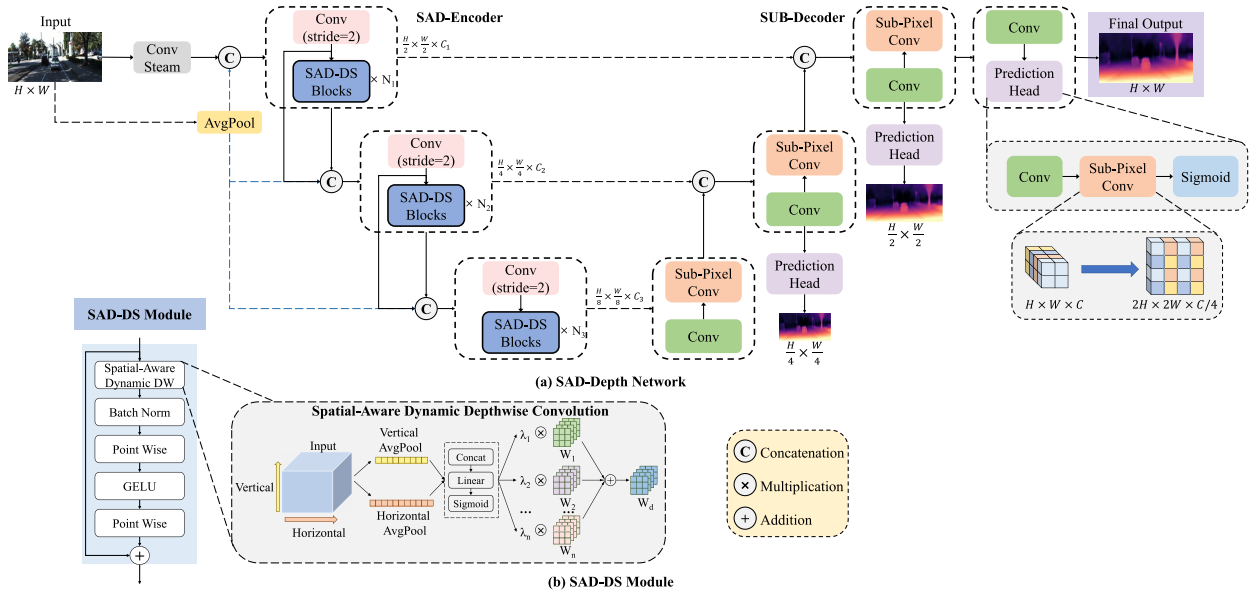 Input
H × W
Conv
Steam
C
AvgPool
SAD-Encoder
Conv
(stride=2)
SAD-DS
Blocks
× N
H/2 × W/2 × C₁
C
Conv
(stride=2)
SAD-DS
Blocks
× N₂
H/4 × W/4 × C₂
C
Conv
(stride=2)
SAD-DS
Blocks
× N₃
H/8 × W/8 × C₃
SUB-Decoder
Sub-Pixel
Conv
Conv
C
Sub-Pixel
Conv
Conv
Prediction
Head
H/4 × W/4
C
Sub-Pixel
Conv
Conv
Prediction
Head
H/2 × W/2
Conv
Prediction
Head
Final Output
H × W
Conv
Sub-Pixel
Conv
Sigmoid
H × W × C
2H × 2W × C/4
(a) SAD-Depth Network
SAD-DS Module
Spatial-Aware
Dynamic DW
Batch Norm
Point Wise
GELU
Point Wise
+
Spatial-Aware Dynamic Depthwise Convolution
Input
Vertical
Horizontal
Vertical
AvgPool
Horizontal
AvgPool
Concat
Linear
Sigmoid
λ₁ ×
W₁
λ₂ ×
W₂
... ...
λₙ ×
Wₙ
+
W_d
(b) SAD-DS Module
C Concatenation
× Multiplication
+ Addition